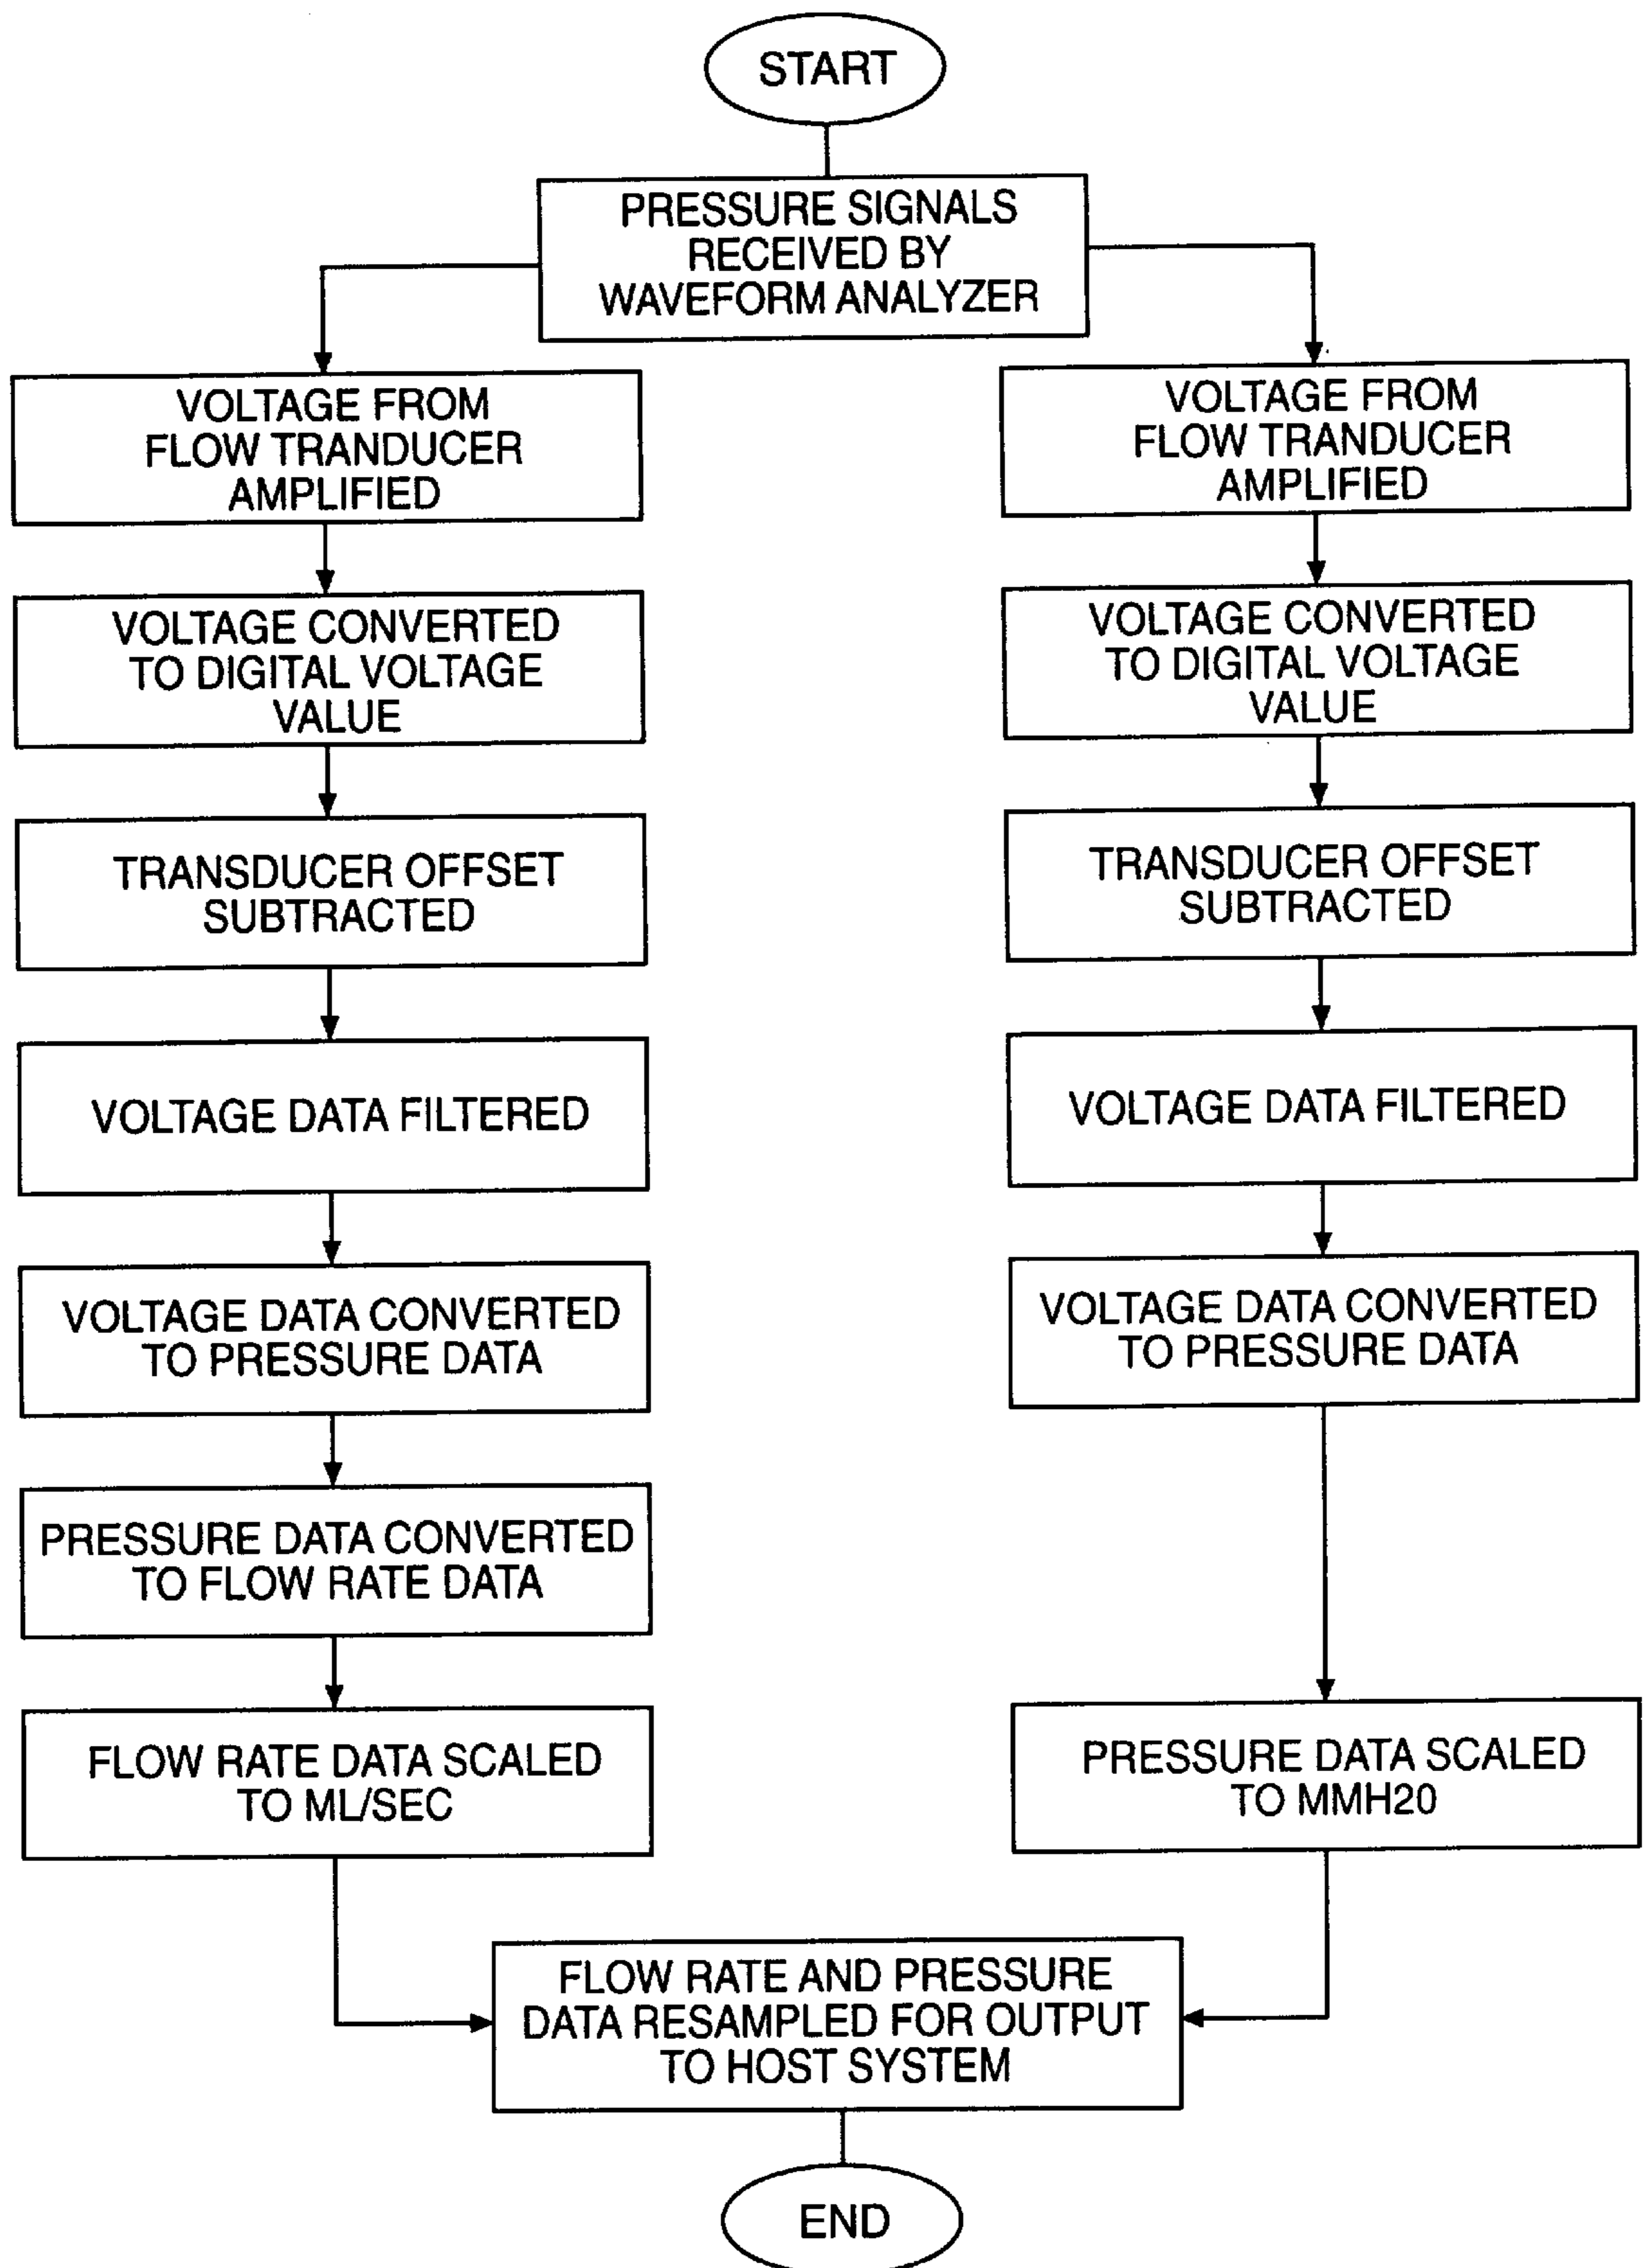 START
PRESSURE SIGNALS
RECEIVED BY
WAVEFORM ANALYZER
VOLTAGE FROM
FLOW TRANDUCER
AMPLIFIED
VOLTAGE CONVERTED
TO DIGITAL VOLTAGE
VALUE
TRANSDUCER OFFSET
SUBTRACTED
VOLTAGE DATA FILTERED
VOLTAGE DATA CONVERTED
TO PRESSURE DATA
PRESSURE DATA CONVERTED
TO FLOW RATE DATA
FLOW RATE DATA SCALED
TO ML/SEC
VOLTAGE FROM
FLOW TRANDUCER
AMPLIFIED
VOLTAGE CONVERTED
TO DIGITAL VOLTAGE
VALUE
TRANSDUCER OFFSET
SUBTRACTED
VOLTAGE DATA FILTERED
VOLTAGE DATA CONVERTED
TO PRESSURE DATA
PRESSURE DATA SCALED
TO MMH20
FLOW RATE AND PRESSURE
DATA RESAMPLED FOR OUTPUT
TO HOST SYSTEM
END